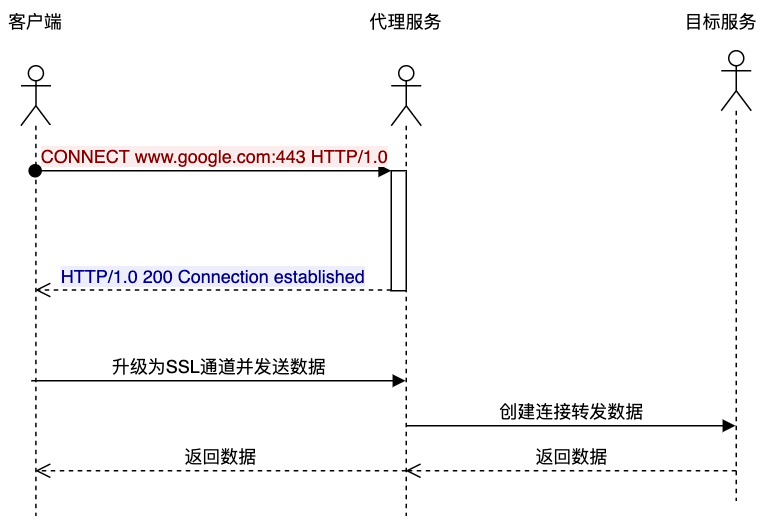 客户端
代理服务
目标服务
CONNECT www.google.com:443 HTTP/1.0
HTTP/1.0 200 Connection established
升级为SSL通道并发送数据
创建连接转发数据
返回数据
返回数据